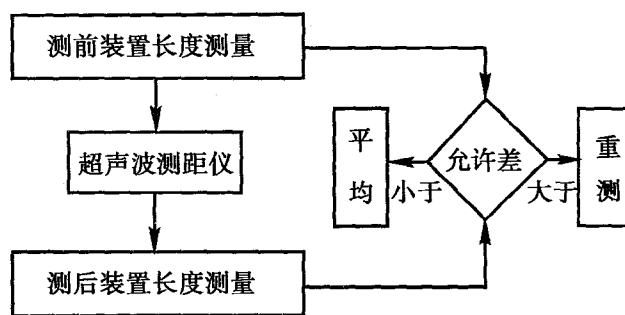 测前装置长度测量
超声波测距仪
测后装置长度测量
平均
小于
允许差
大于
重测